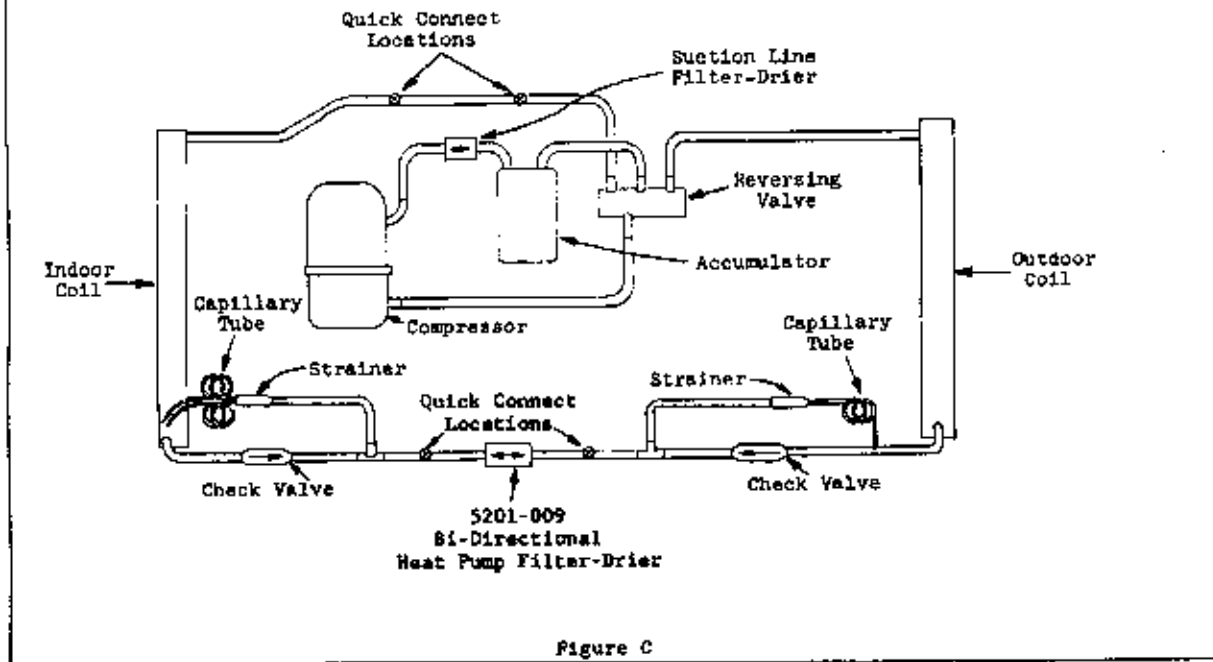 Quick Connect
Locations
Suction Line
Filter-Drier
Reversing
Valve
Indoor
Coil
Accumulator
Outdoor
Coil
Capillary
Tube
Compressor
Capillary
Tube
Strainer
Strainer
Quick Connect
Locations
Check Valve
Check Valve
5201-009
Bi-Directional
Heat Pump Filter-Drier
Figure C